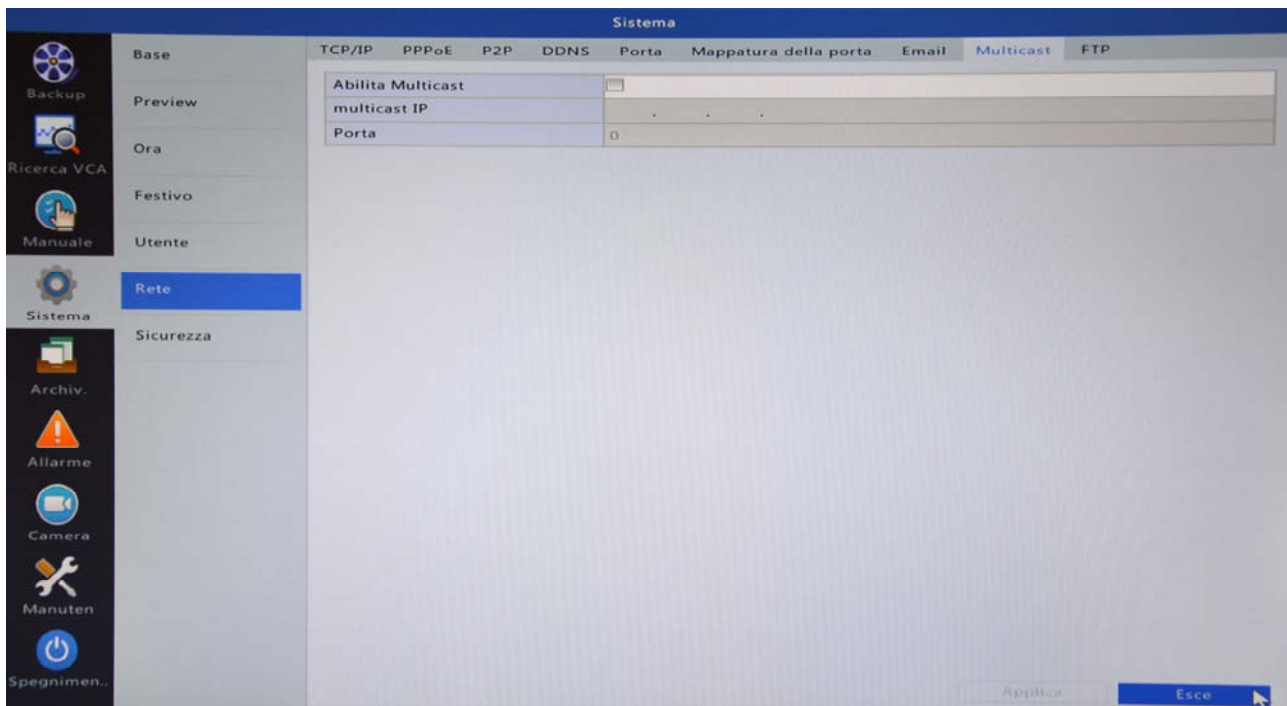 Sistema
Backup
Ricerca VCA
Manuale
Sistema
Archiv.
Allarme
Camera
Manuten
Spegnimen..
Base
Preview
Ora
Festivo
Utente
Rete
Sicurezza
TCP/IP PPPoE P2P DDNS Porta Mappatura della porta Email Multicast FTP
Abilita Multicast
multicast IP . . .
Porta 0
Applica Esce